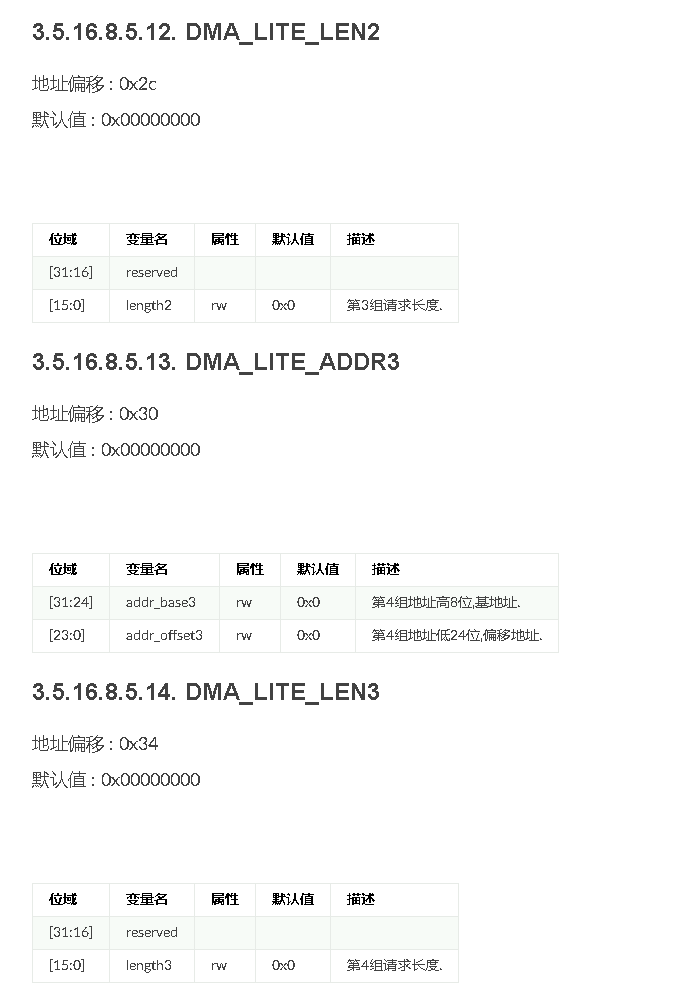 3.5.16.8.5.12. DMA_LITE_LEN2
地址偏移 : 0x2c
默认值 : 0x00000000
位域 变量名 属性 默认值 描述
[31:16] reserved
[15:0] length2 rw 0x0 第3组请求长度.
3.5.16.8.5.13. DMA_LITE_ADDR3
地址偏移 : 0x30
默认值 : 0x00000000
位域 变量名 属性 默认值 描述
[31:24] addr_base3 rw 0x0 第4组地址高8位,基地址.
[23:0] addr_offset3 rw 0x0 第4组地址低24位,偏移地址.
3.5.16.8.5.14. DMA_LITE_LEN3
地址偏移 : 0x34
默认值 : 0x00000000
位域 变量名 属性 默认值 描述
[31:16] reserved
[15:0] length3 rw 0x0 第4组请求长度.